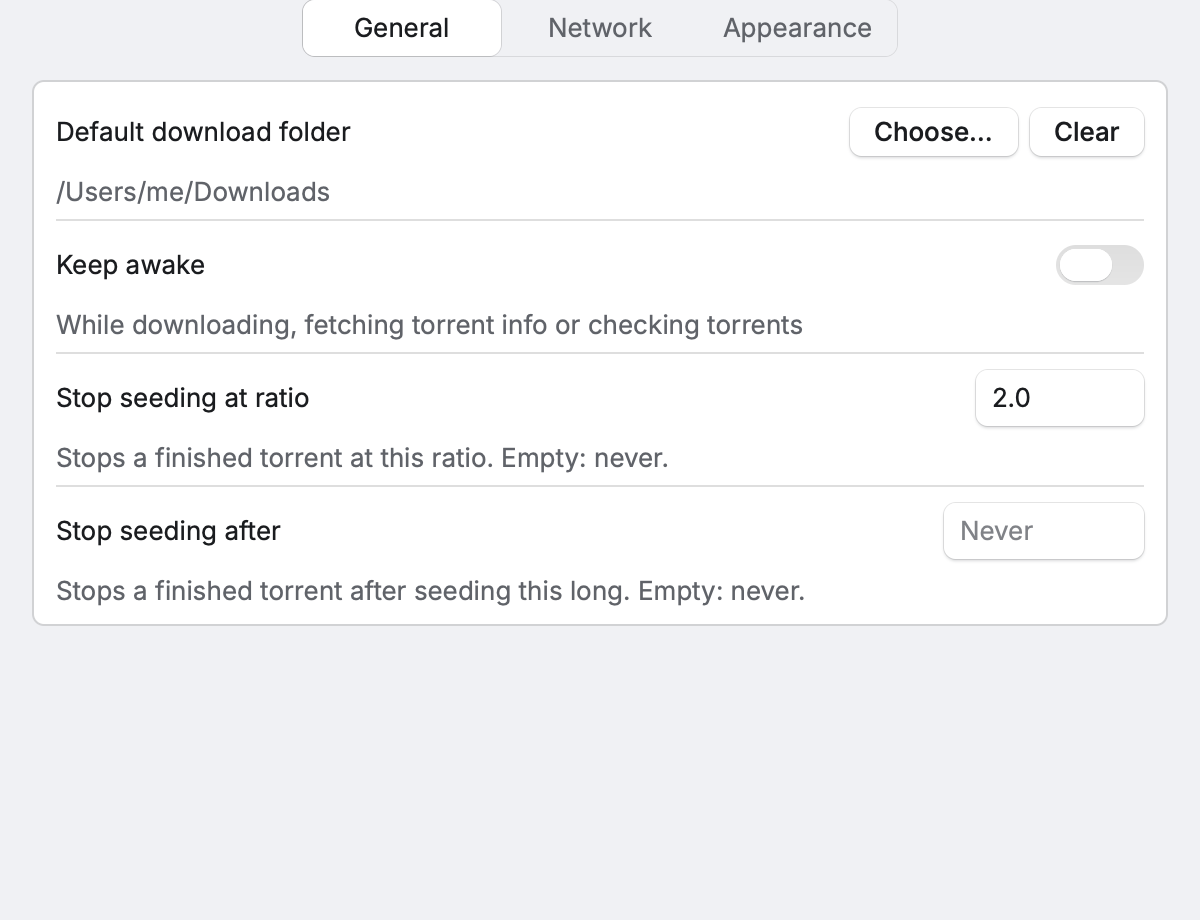 General Network Appearance
Default download folder Choose... Clear
/Users/me/Downloads
Keep awake
While downloading, fetching torrent info or checking torrents
Stop seeding at ratio 2.0
Stops a finished torrent at this ratio. Empty: never.
Stop seeding after Never
Stops a finished torrent after seeding this long. Empty: never.